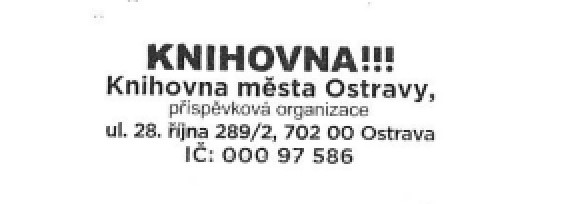 KNIHOVNA!!!
Knihovna města Ostravy,
příspěvková organizace
ul. 28. října 289/2, 702 00 Ostrava
IČ: 000 97 586